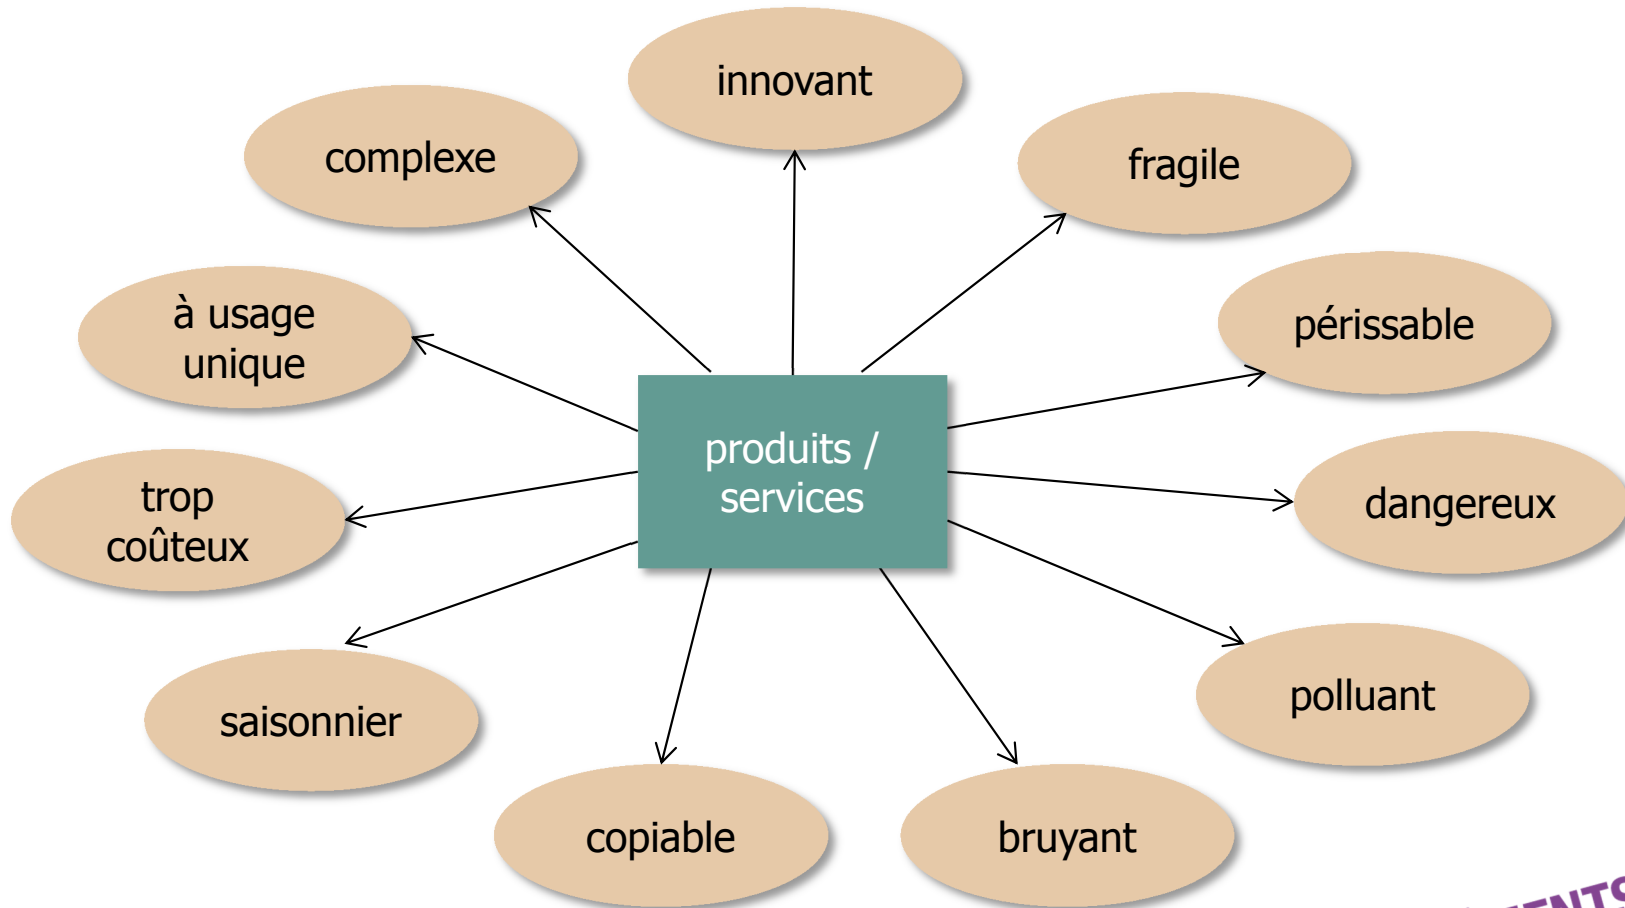 innovant
complexe
fragile
à usage
unique
périssable
produits /
services
trop
coûteux
dangereux
saisonnier
polluant
copiable
bruyant